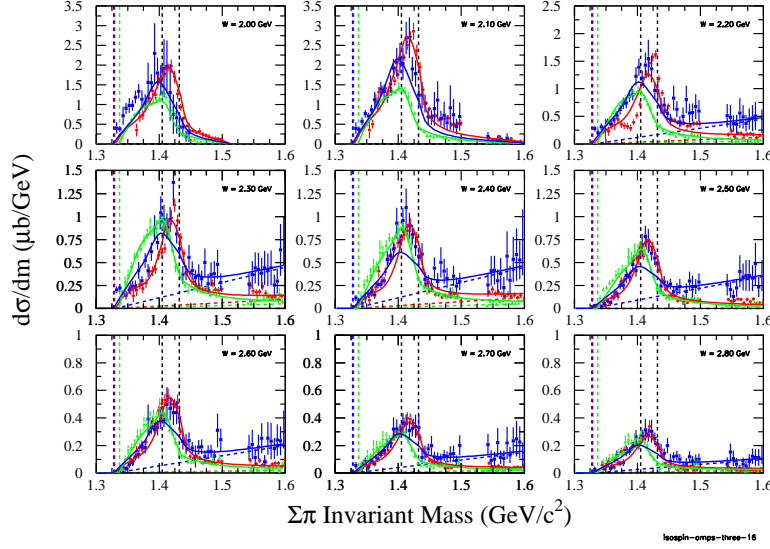 W = 2.00 GeV
W = 2.10 GeV
W = 2.20 GeV
3.5
3
2.5
2
1.5
1
0.5
0
1.3 1.4 1.5 1.6
3.5
3
2.5
2
1.5
1
0.5
0
1.3 1.4 1.5 1.6
3
2.5
2
1.5
1
0.5
0
1.3 1.4 1.5 1.6
W = 2.30 GeV
W = 2.40 GeV
W = 2.50 GeV
1.5
1.25
1
0.75
0.5
0.25
0
1.3 1.4 1.5 1.6
1.5
1.25
1
0.75
0.5
0.25
0
1.3 1.4 1.5 1.6
1.5
1.25
1
0.75
0.5
0.25
0
1.3 1.4 1.5 1.6
W = 2.60 GeV
W = 2.70 GeV
W = 2.80 GeV
1
0.8
0.6
0.4
0.2
0
1.3 1.4 1.5 1.6
1
0.8
0.6
0.4
0.2
0
1.3 1.4 1.5 1.6
1
0.8
0.6
0.4
0.2
0
1.3 1.4 1.5 1.6
dσ/dm (μb/GeV)
Σπ Invariant Mass (GeV/c²)
isospin-amps-three-16